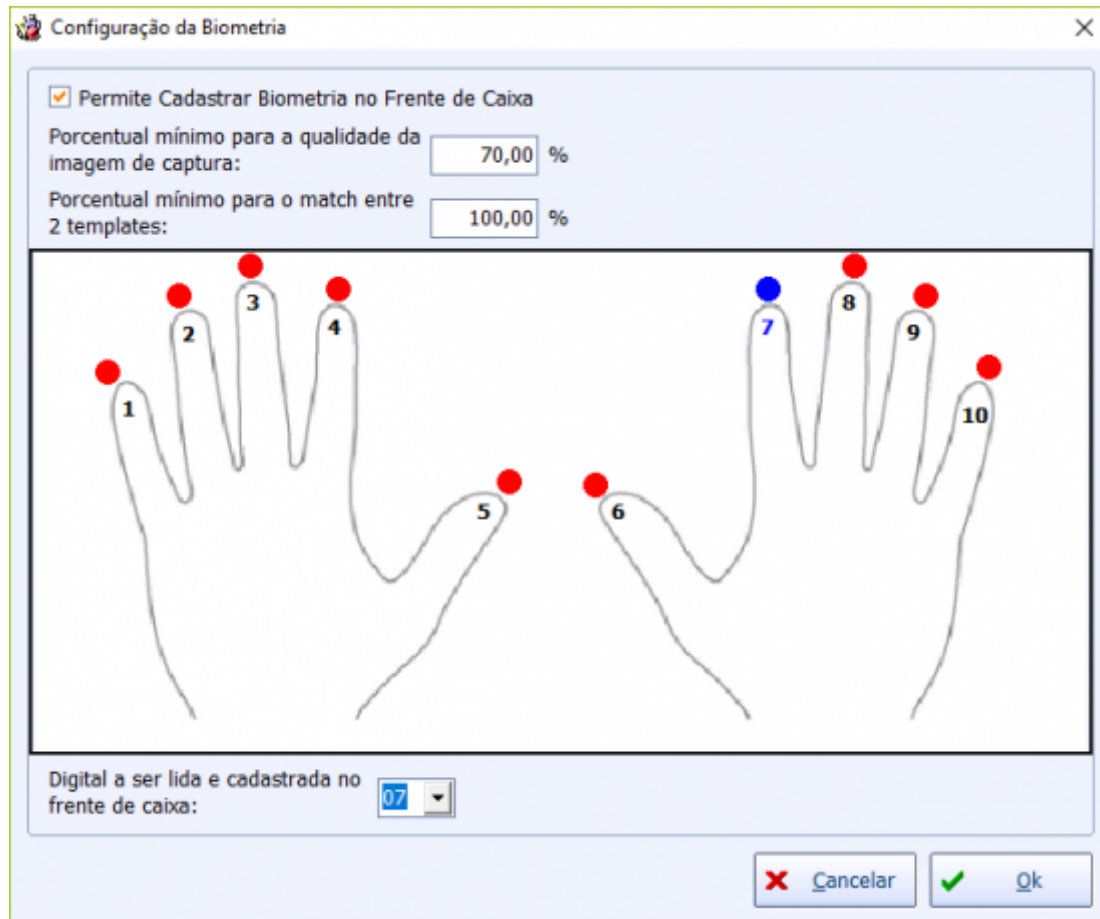 Configuração da Biometria
Permite Cadastrar Biometria no Frente de Caixa
Porcentual mínimo para a qualidade da
imagem de captura:
70,00 %
Porcentual mínimo para o match entre
2 templates:
100,00 %
1
2
3
4
5
6
7
8
9
10
Digital a ser lida e cadastrada no
frente de caixa:
07
Cancelar
Ok